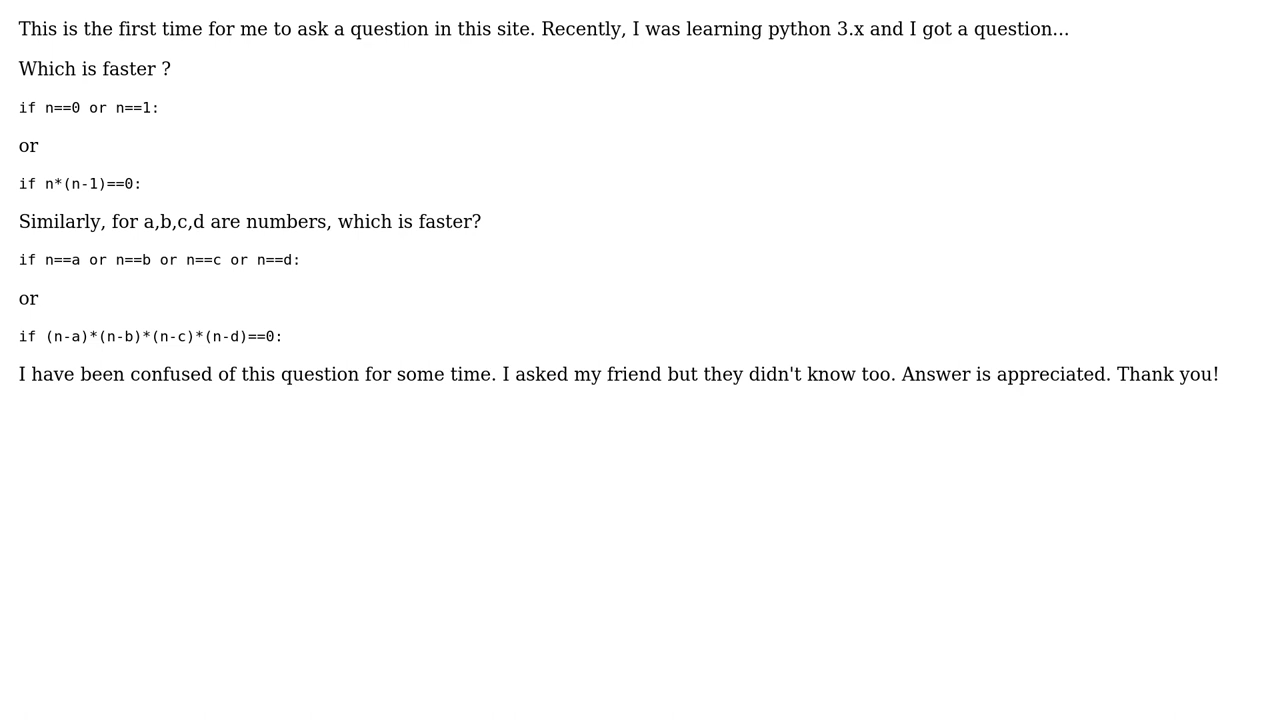 This is the first time for me to ask a question in this site. Recently, I was learning python 3.x and I got a question...
Which is faster ?
if n==0 or n==1:
or
if n*(n-1)==0:
Similarly, for a,b,c,d are numbers, which is faster?
if n==a or n==b or n==c or n==d:
or
if (n-a)*(n-b)*(n-c)*(n-d)==0:
I have been confused of this question for some time. I asked my friend but they didn't know too. Answer is appreciated. Thank you!